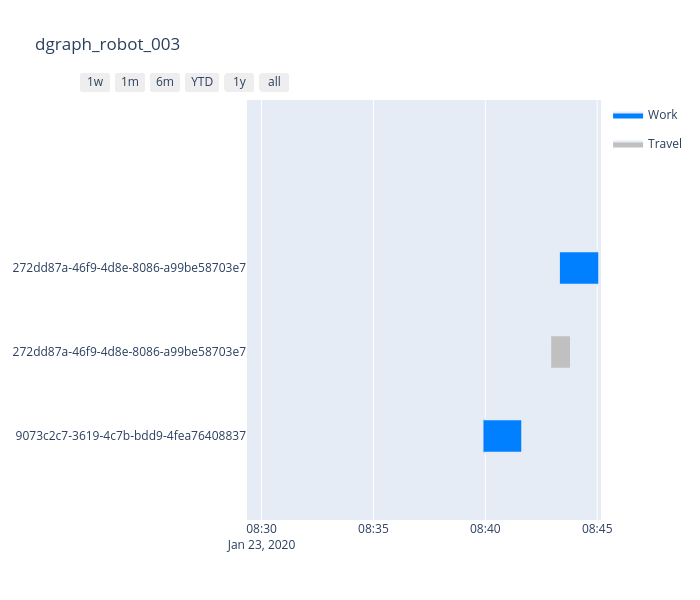 dgraph_robot_003
1w 1m 6m YTD 1y all
Work
Travel
272dd87a-46f9-4d8e-8086-a99be58703e7
272dd87a-46f9-4d8e-8086-a99be58703e7
9073c2c7-3619-4c7b-bdd9-4fea76408837
08:30 08:35 08:40 08:45
Jan 23, 2020